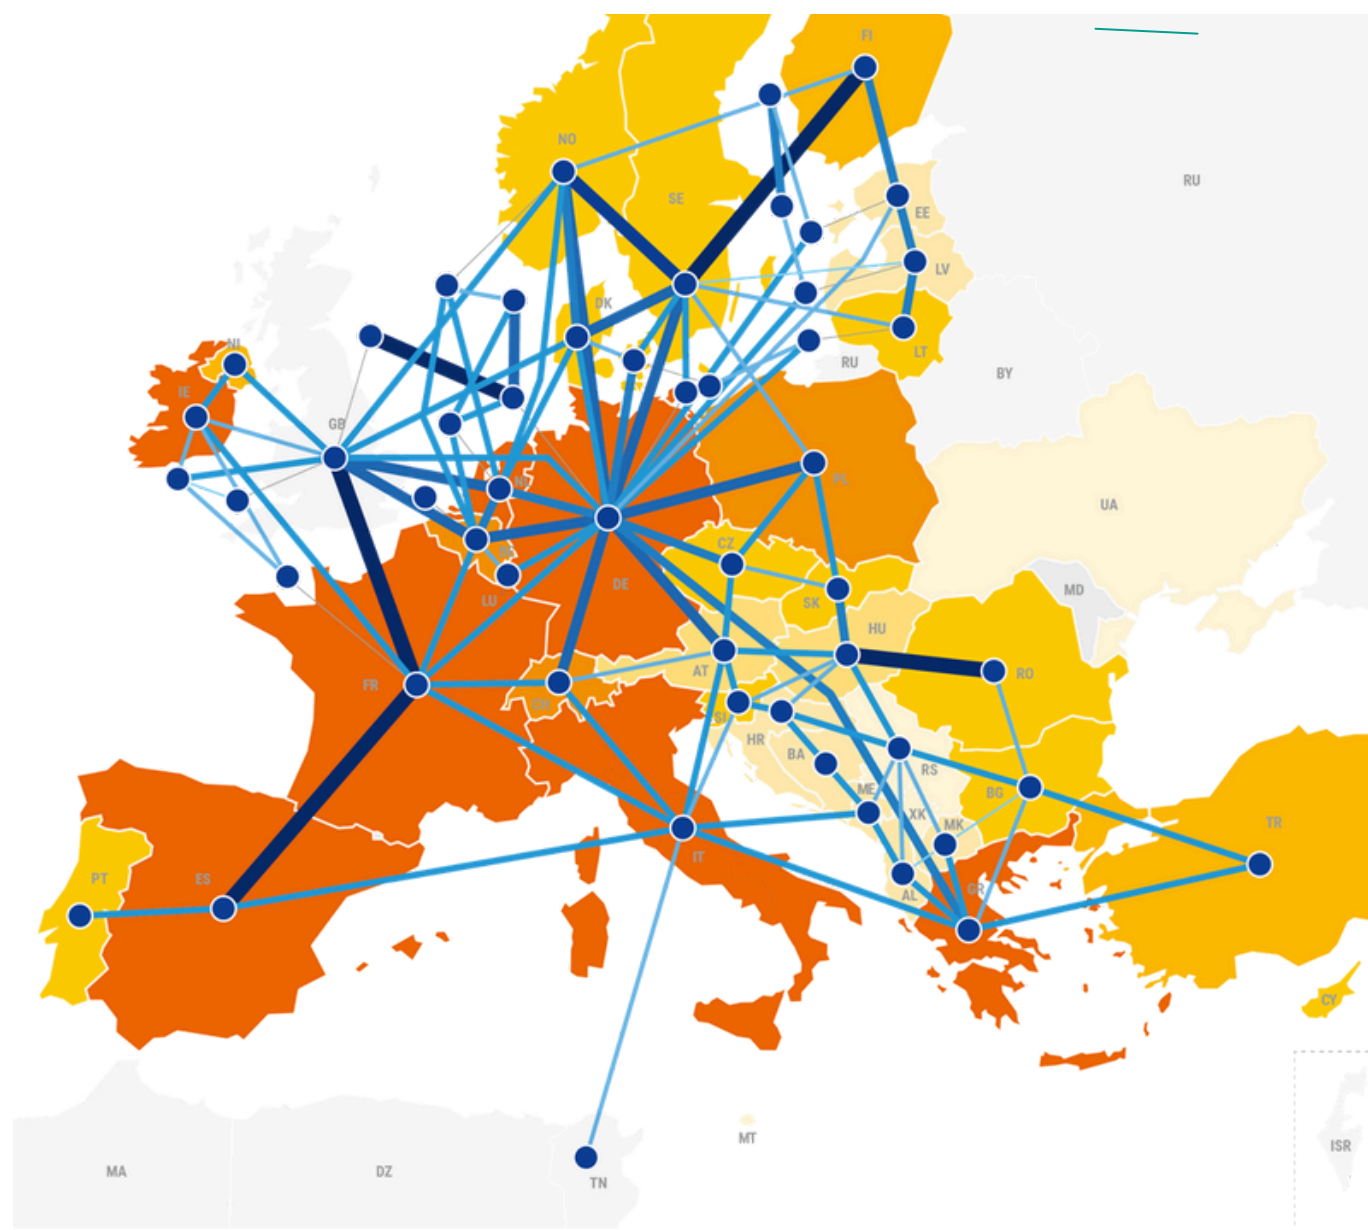 FI
NO
RU
SE
EE
LV
DK
LT
NI
RU
BY
IE
GB
PL
NL
UA
CZ
BE
DE
MD
LU
SK
HU
AT
RO
FR
CH
SI
HR
BA
RS
ME
BG
XK
MK
TR
IT
PT
ES
GR
AL
CY
MT
ISR
MA
DZ
TN